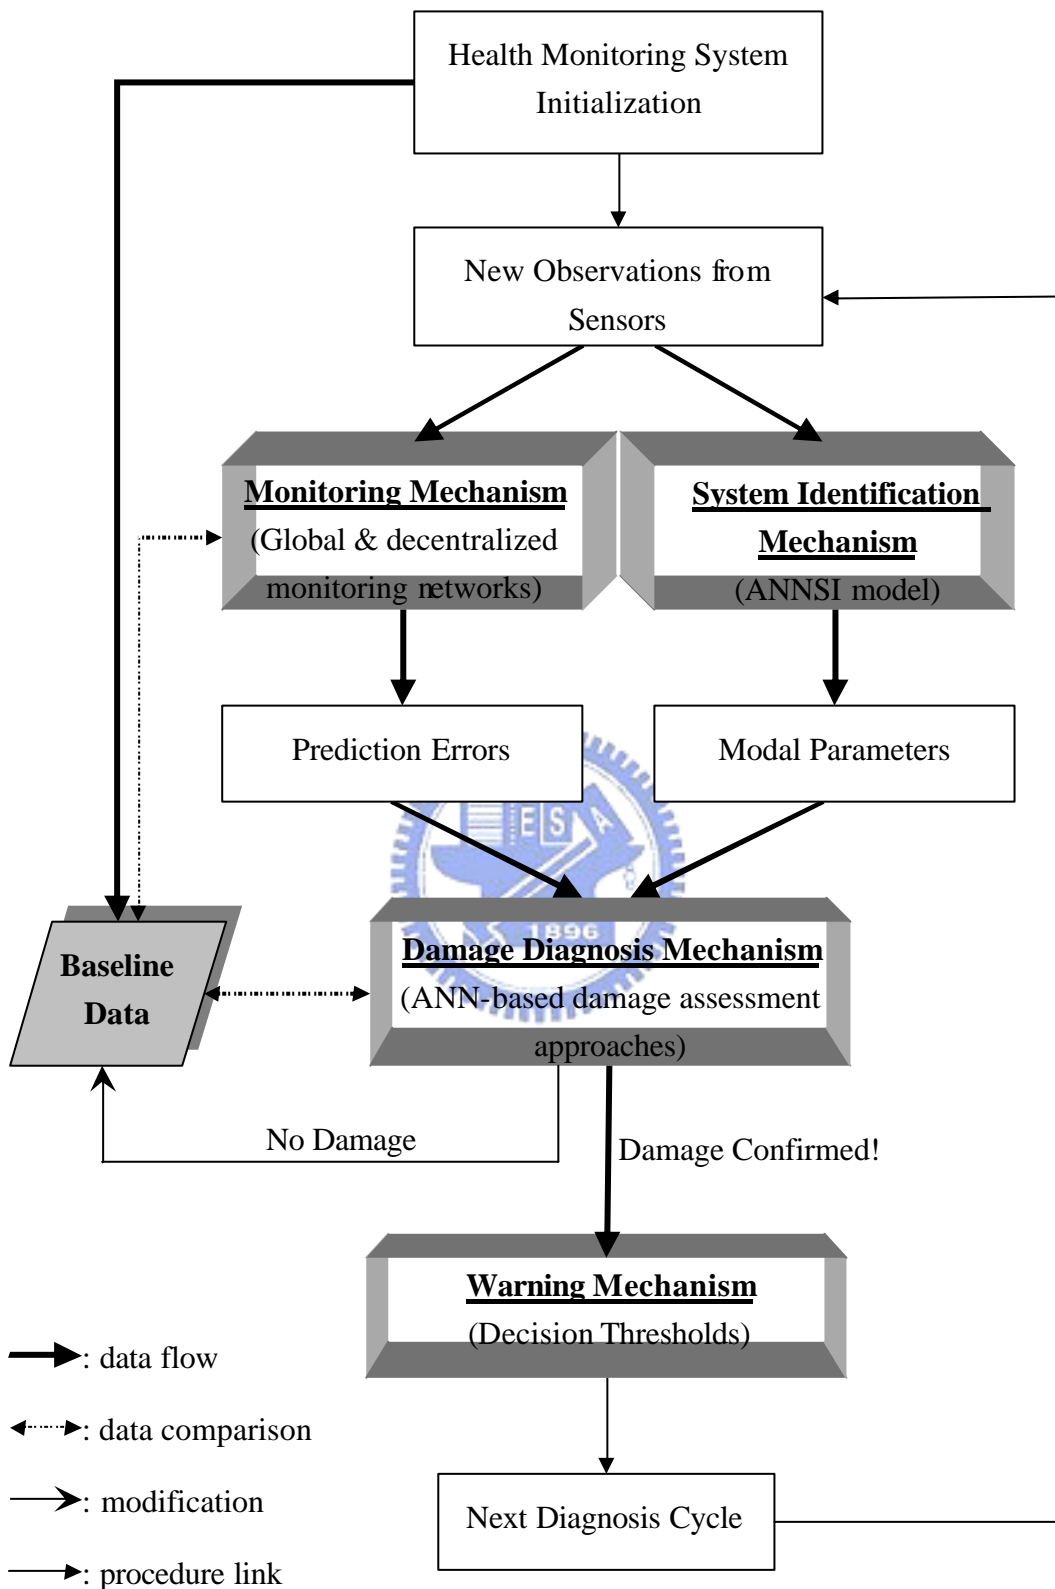 Health Monitoring System
Initialization
New Observations from
Sensors
Monitoring Mechanism
(Global & decentralized
monitoring networks)
System Identification
Mechanism
(ANNSI model)
Prediction Errors
Modal Parameters
E S A
1896
Baseline
Data
Damage Diagnosis Mechanism
(ANN-based damage assessment
approaches)
No Damage
Damage Confirmed!
Warning Mechanism
(Decision Thresholds)
: data flow
: data comparison
: modification
: procedure link
Next Diagnosis Cycle